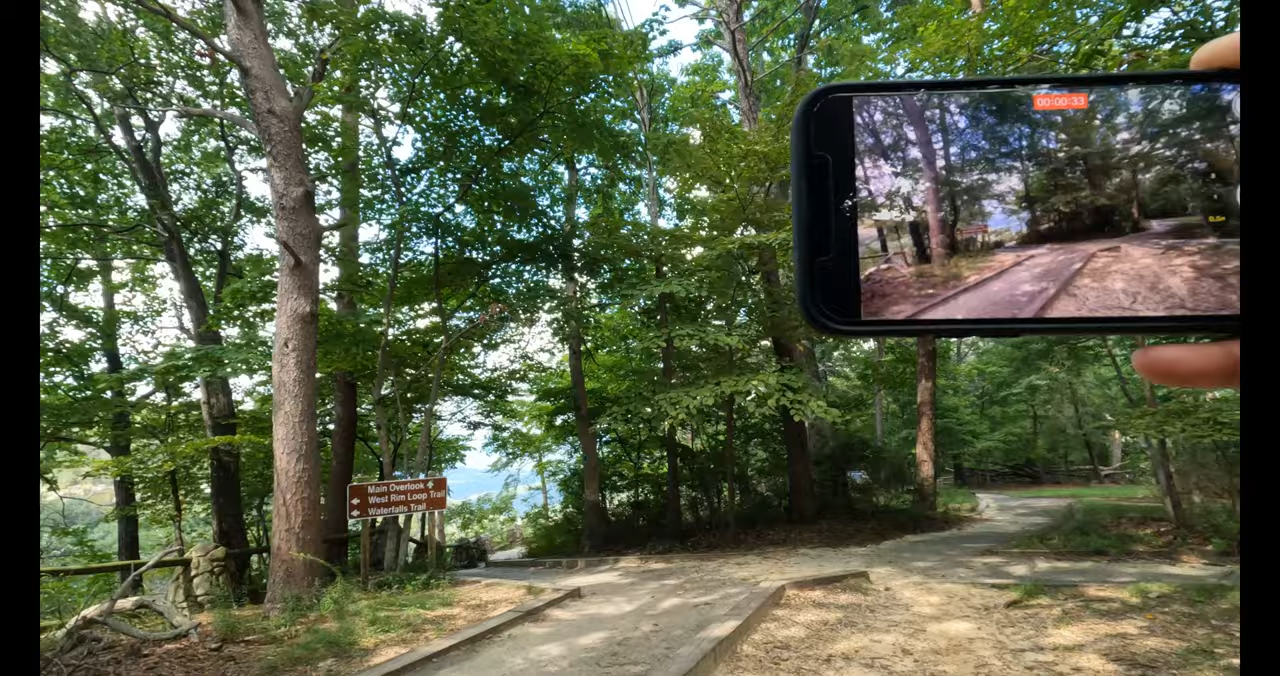 Main Overlook ↑
← West Rim Loop Trail
← Waterfalls Trail
00:00:33